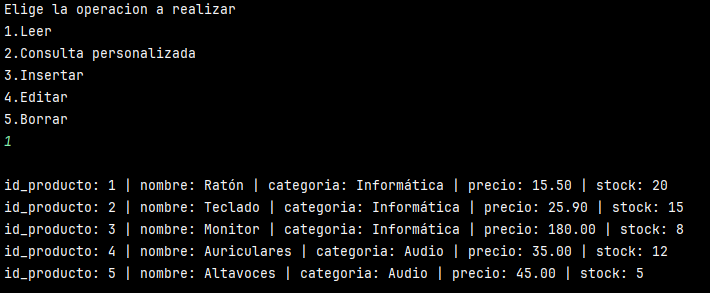 Elige la operacion a realizar
1.Leer
2.Consulta personalizada
3.Insertar
4.Editar
5.Borrar
1
id_producto: 1 | nombre: Ratón | categoria: Informática | precio: 15.50 | stock: 20
id_producto: 2 | nombre: Teclado | categoria: Informática | precio: 25.90 | stock: 15
id_producto: 3 | nombre: Monitor | categoria: Informática | precio: 180.00 | stock: 8
id_producto: 4 | nombre: Auriculares | categoria: Audio | precio: 35.00 | stock: 12
id_producto: 5 | nombre: Altavoces | categoria: Audio | precio: 45.00 | stock: 5